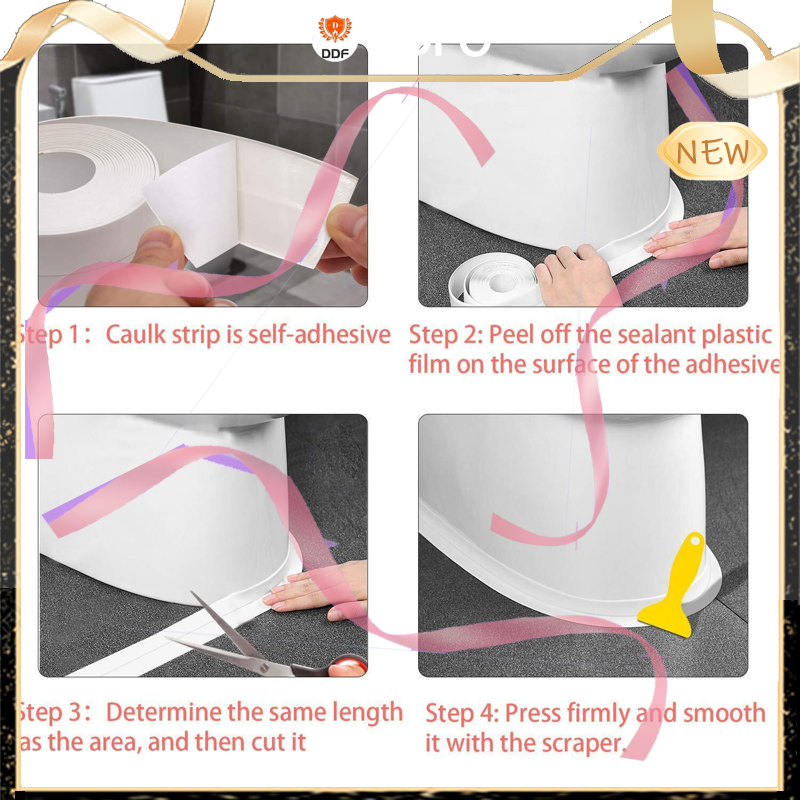 DDF
NEW
Step 1: Caulk strip is self-adhesive
Step 2: Peel off the sealant plastic
film on the surface of the adhesive
Step 3: Determine the same length
as the area, and then cut it
Step 4: Press firmly and smooth
it with the scraper.